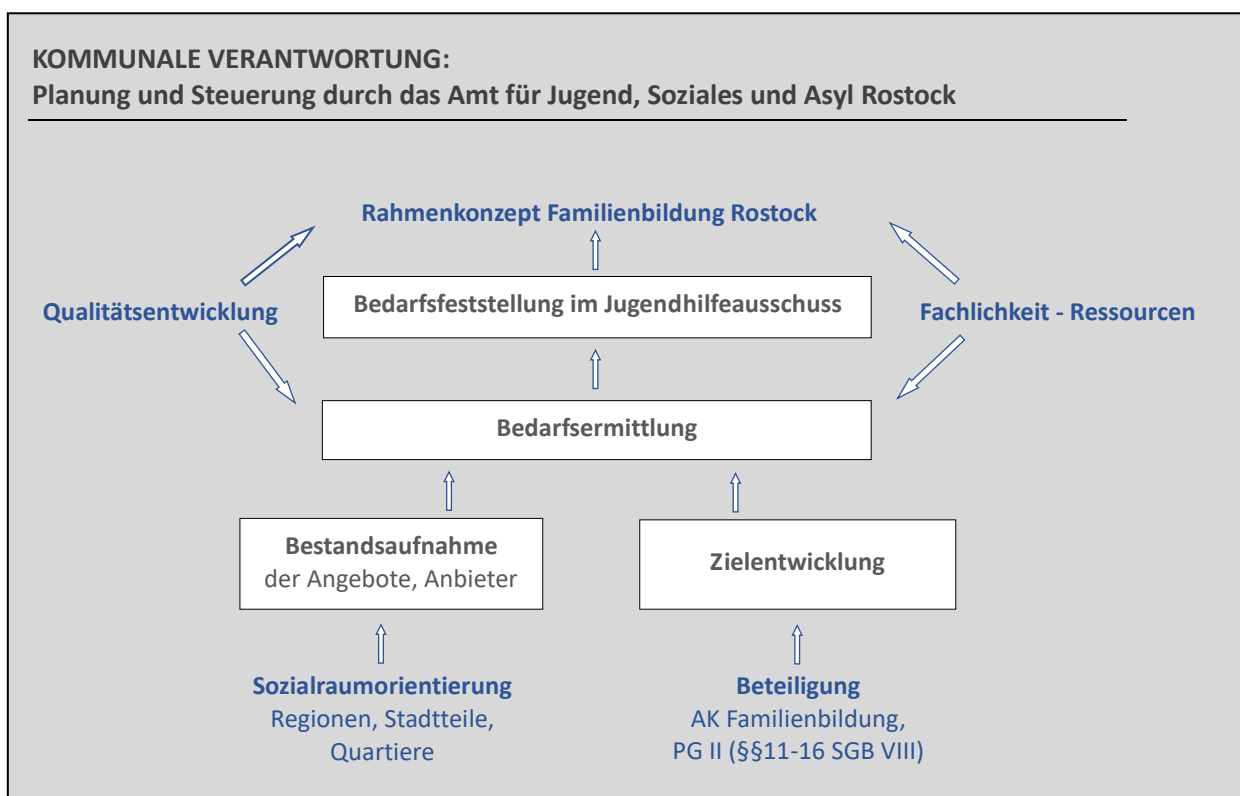 KOMMUNALE VERANTWORTUNG:
Planung und Steuerung durch das Amt für Jugend, Soziales und Asyl Rostock
Rahmenkonzept Familienbildung Rostock
Qualitätsentwicklung
Bedarfsfeststellung im Jugendhilfeausschuss
Fachlichkeit - Ressourcen
Bedarfsermittlung
Bestandsaufnahme
der Angebote, Anbieter
Zielentwicklung
Sozialraumorientierung
Regionen, Stadtteile,
Quartiere
Beteiligung
AK Familienbildung,
PG II (§§11-16 SGB VIII)